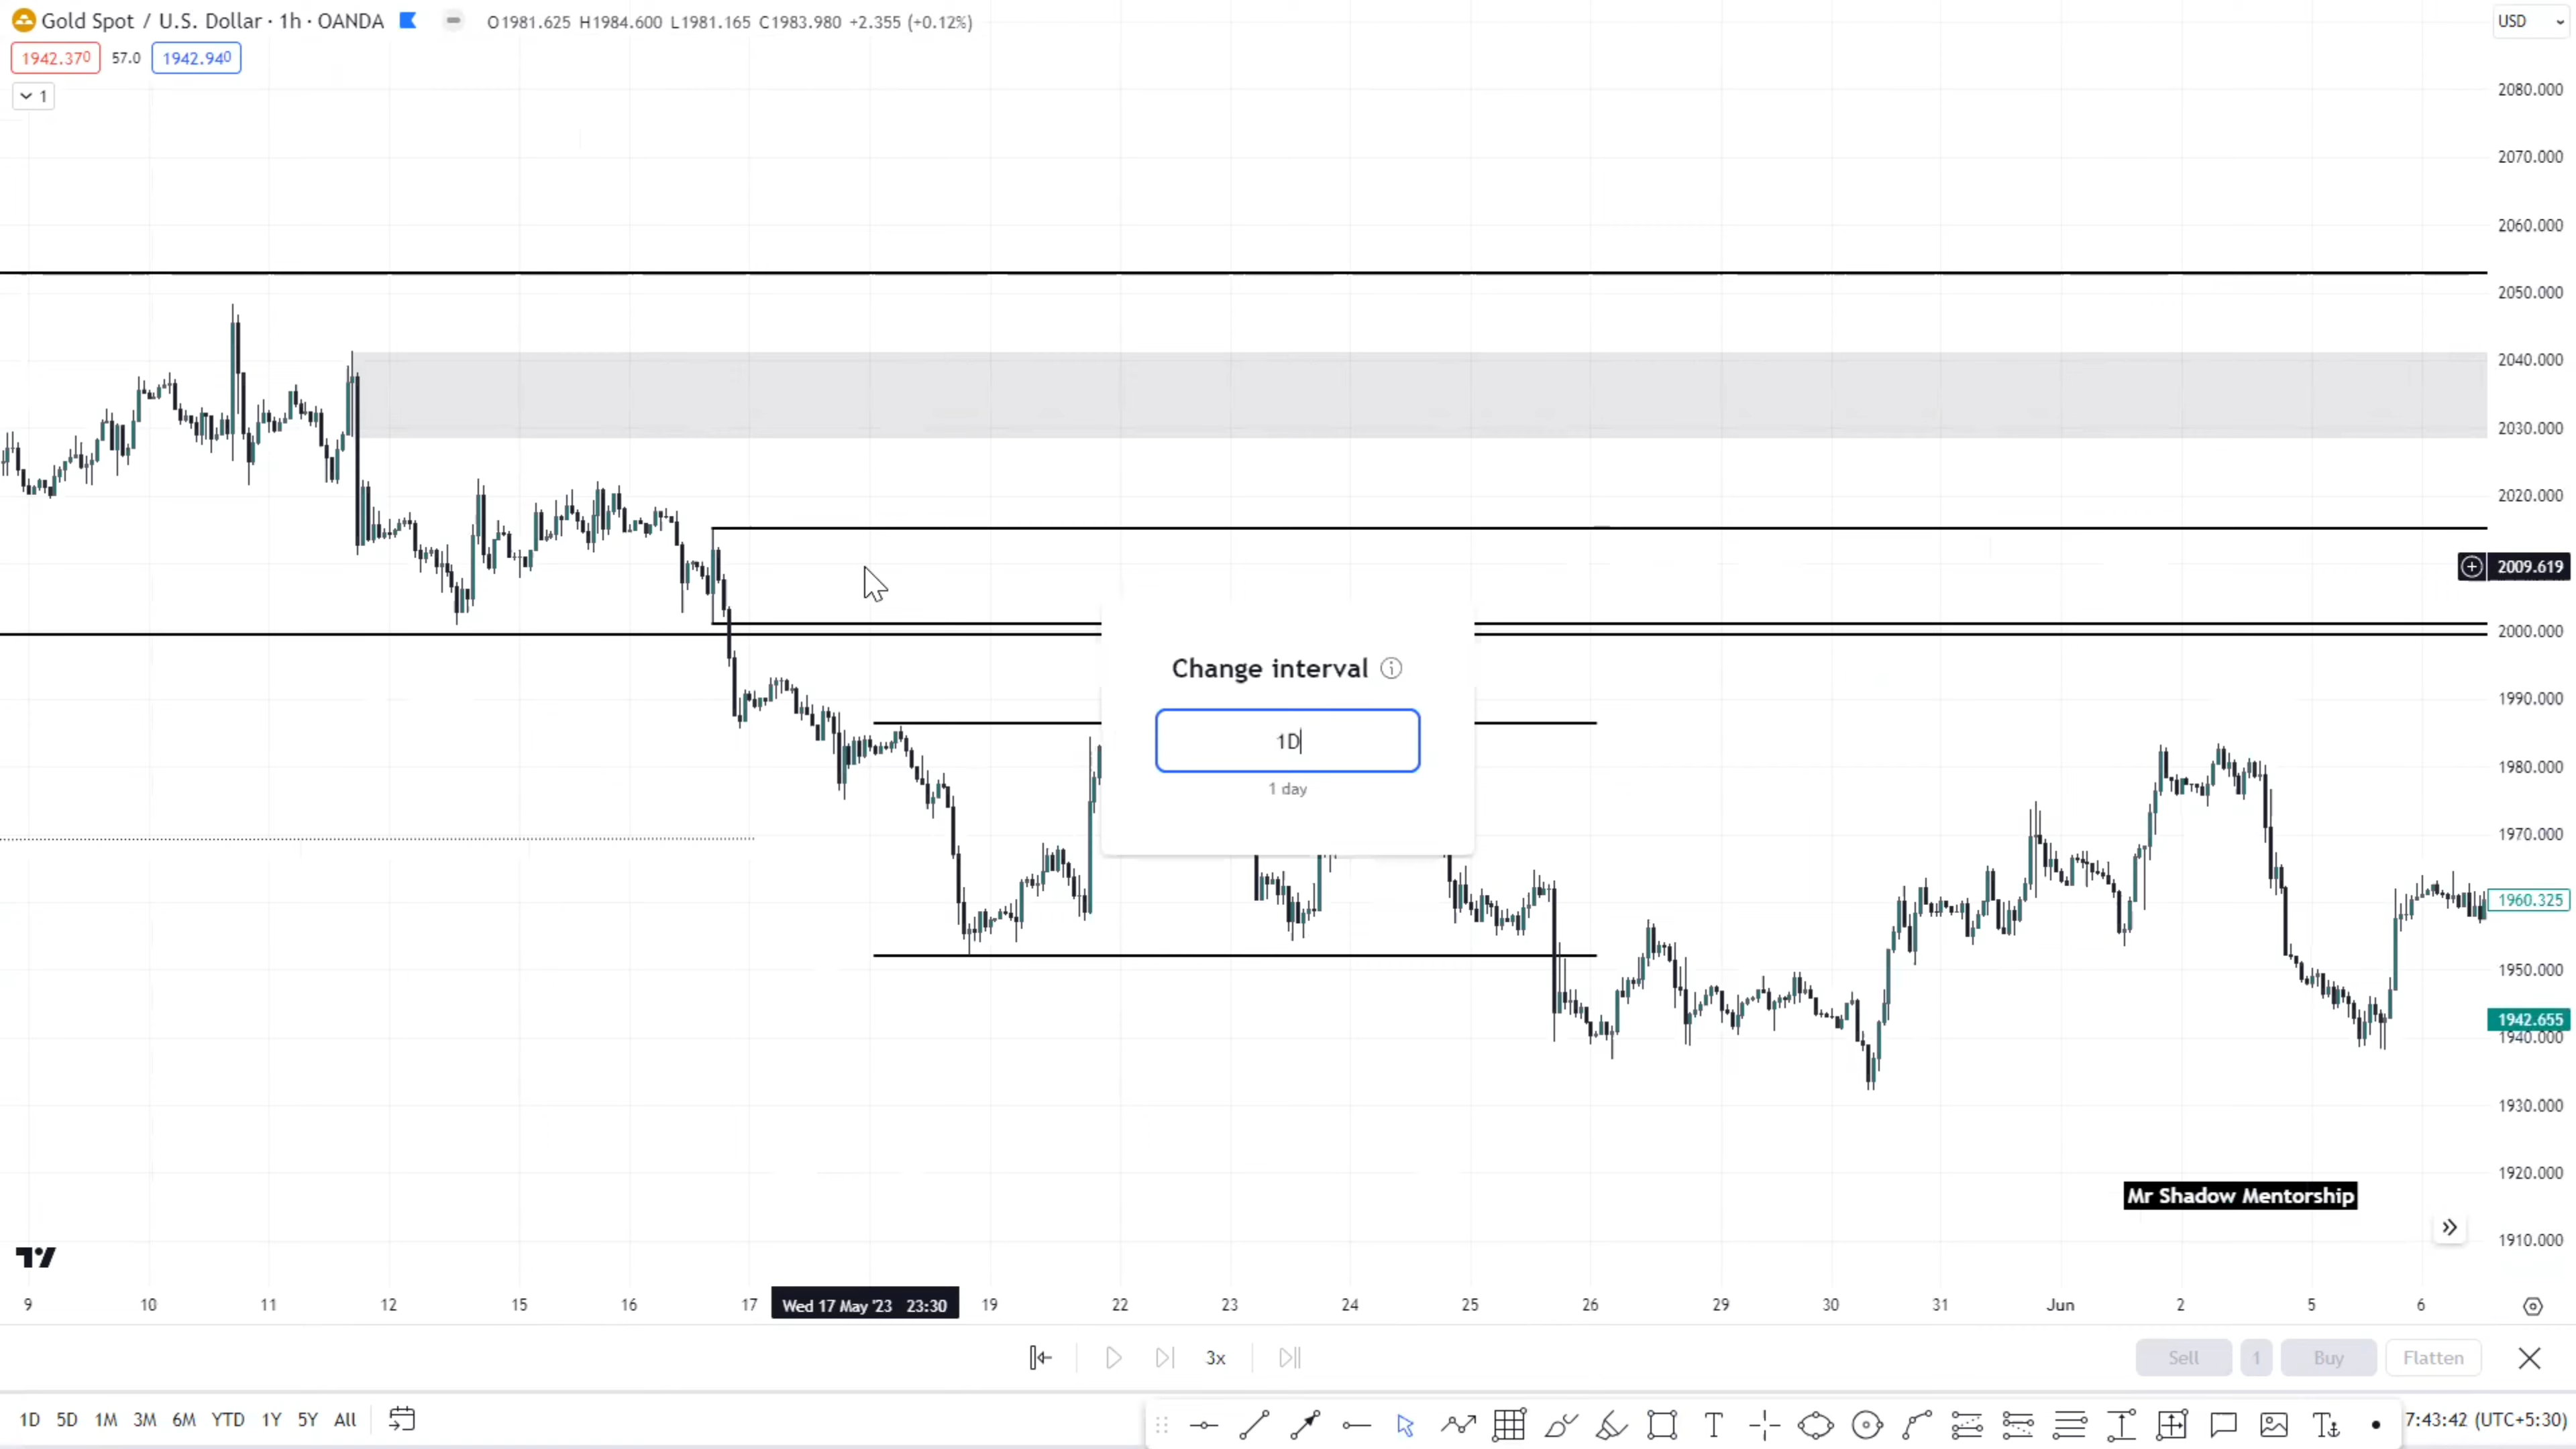 Gold Spot / U.S. Dollar · 1h · OANDA
O1981.625 H1984.600 L1981.165 C1983.980 +2.355 (+0.12%)
USD
1942.370 57.0 1942.940
1
2080.000
2070.000
2060.000
2050.000
2040.000
2030.000
2020.000
2009.619
2000.000
1990.000
1980.000
1970.000
1960.325
1950.000
1942.655
1940.000
1930.000
1920.000
1910.000
Change interval
1D
1 day
Mr Shadow Mentorship
9 10 11 12 15 16 17 Wed 17 May '23 23:30 19 22 23 24 25 26 29 30 31 Jun 2 5 6
3x
Sell 1 Buy Flatten
1D 5D 1M 3M 6M YTD 1Y 5Y All
7:43:42 (UTC+5:30)